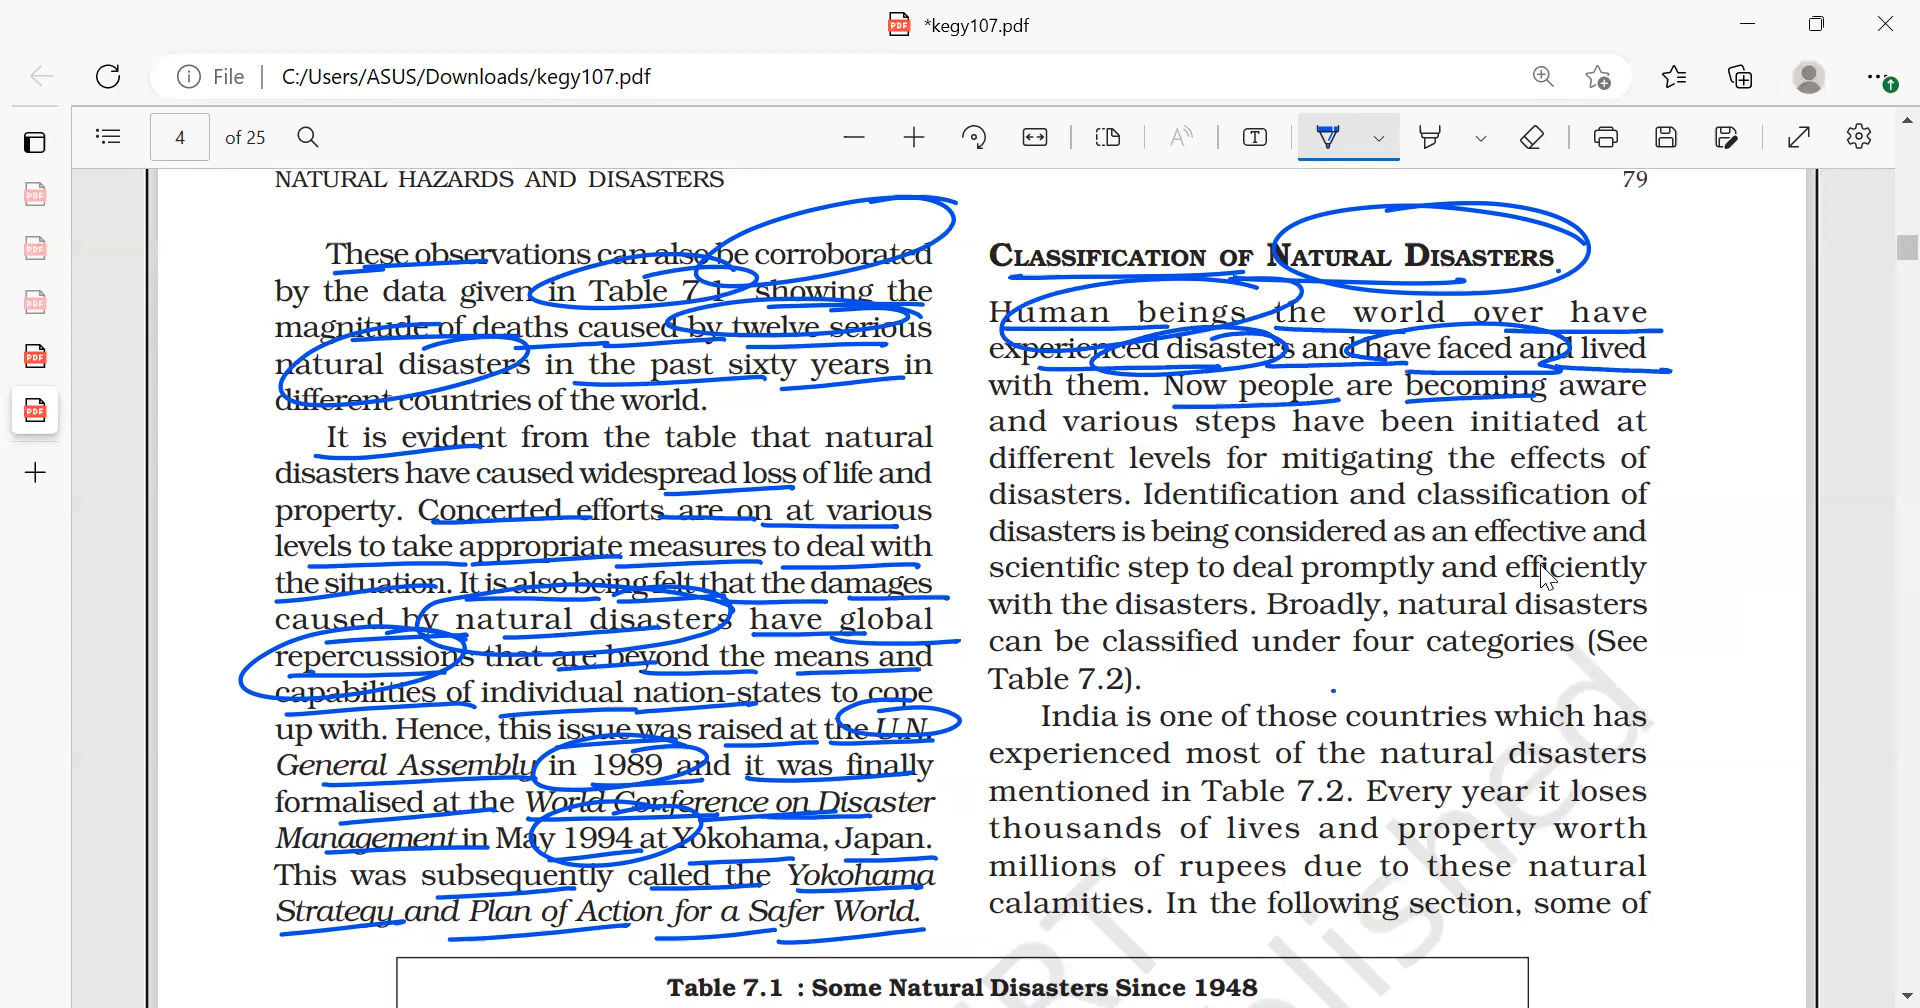 *kegy107.pdf
File
C:/Users/ASUS/Downloads/kegy107.pdf
4 of 25
NATURAL HAZARDS AND DISASTERS
79
These observations can also be corroborated
by the data given in Table 7.1 showing the
magnitude of deaths caused by twelve serious
natural disasters in the past sixty years in
different countries of the world.
It is evident from the table that natural
disasters have caused widespread loss of life and
property. Concerted efforts are on at various
levels to take appropriate measures to deal with
the situation. It is also being felt that the damages
caused by natural disasters have global
repercussions that are beyond the means and
capabilities of individual nation-states to cope
up with. Hence, this issue was raised at the U.N.
General Assembly in 1989 and it was finally
formalised at the World Conference on Disaster
Management in May 1994 at Yokohama, Japan.
This was subsequently called the Yokohama
Strategy and Plan of Action for a Safer World.
CLASSIFICATION OF NATURAL DISASTERS
Human beings the world over have
experienced disasters and have faced and lived
with them. Now people are becoming aware
and various steps have been initiated at
different levels for mitigating the effects of
disasters. Identification and classification of
disasters is being considered as an effective and
scientific step to deal promptly and efficiently
with the disasters. Broadly, natural disasters
can be classified under four categories (See
Table 7.2).
India is one of those countries which has
experienced most of the natural disasters
mentioned in Table 7.2. Every year it loses
thousands of lives and property worth
millions of rupees due to these natural
calamities. In the following section, some of
Table 7.1 : Some Natural Disasters Since 1948